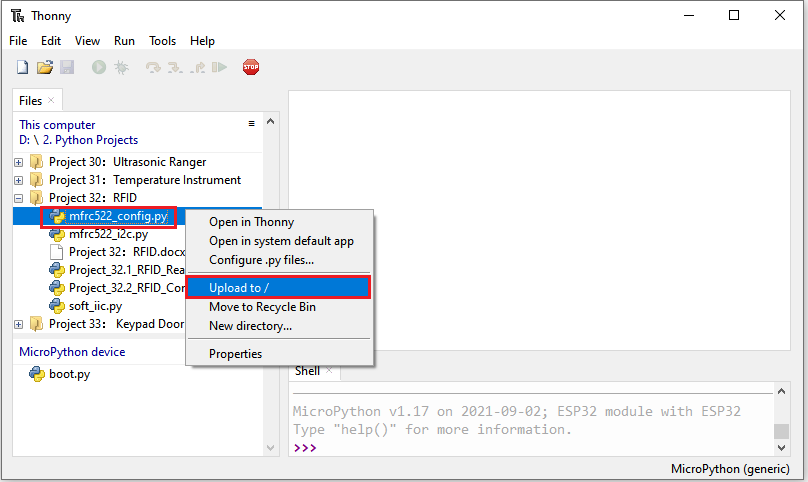 Thonny
File Edit View Run Tools Help
STOP
Files ×
This computer
D: \ 2. Python Projects
Project 30：Ultrasonic Ranger
Project 31：Temperature Instrument
Project 32：RFID
mfrc522_config.py
mfrc522_i2c.py
Project 32：RFID.docx
Project_32.1_RFID_Rea
Project_32.2_RFID_Con
soft_iic.py
Project 33： Keypad Door
Open in Thonny
Open in system default app
Configure .py files...
Upload to /
Move to Recycle Bin
New directory...
Properties
MicroPython device
boot.py
Shell ×
MicroPython v1.17 on 2021-09-02; ESP32 module with ESP32
Type "help()" for more information.
>>>
MicroPython (generic)